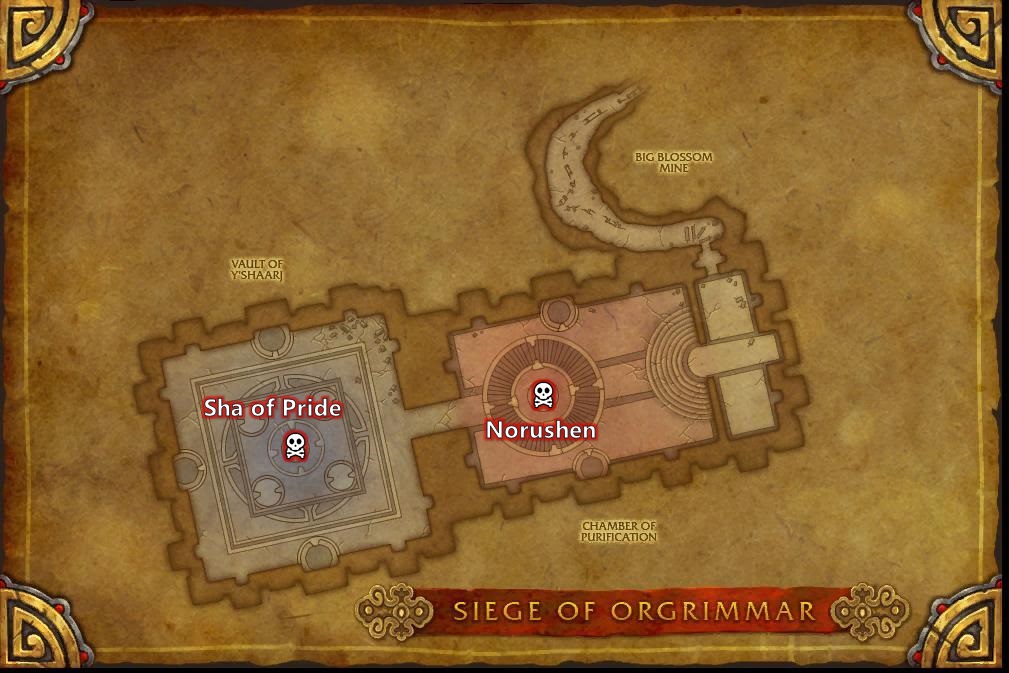 BIG BLOSSOM
MINE
VAULT OF
Y'SHAARJ
Sha of Pride
Norushen
CHAMBER OF
PURIFICATION
SIEGE OF ORGRIMMAR